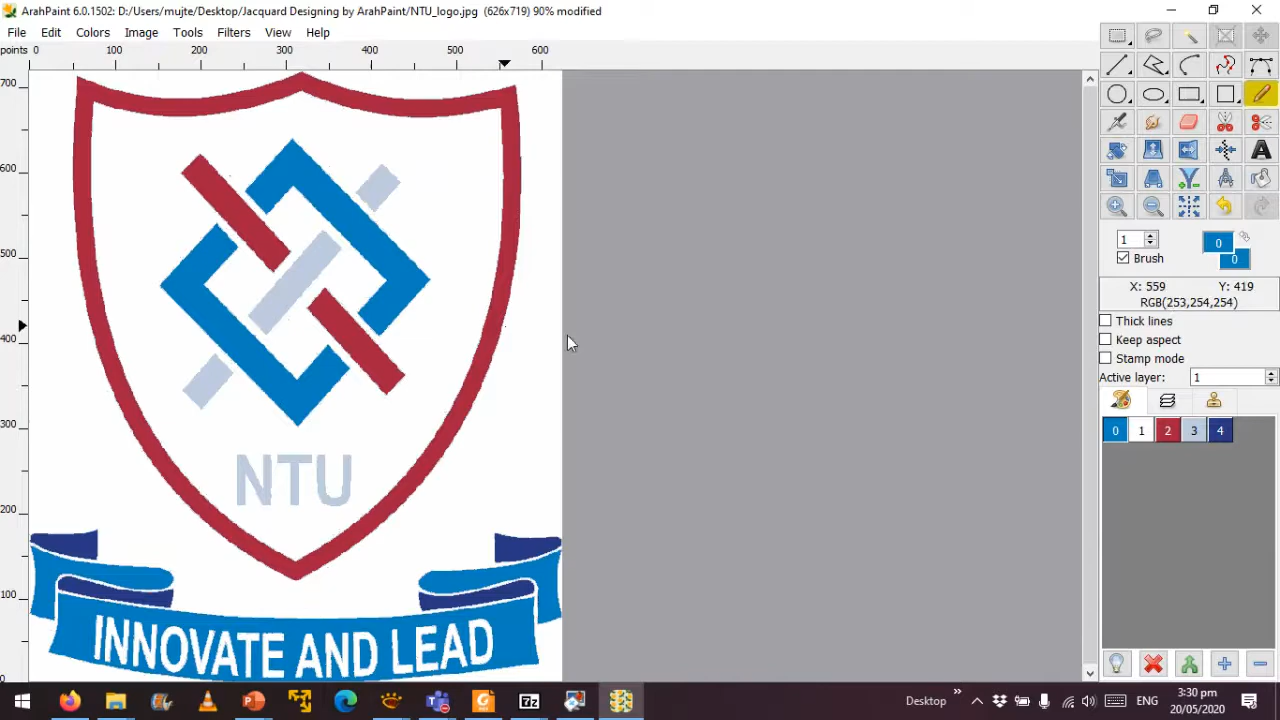 ArahPaint 6.0.1502: D:/Users/mujte/Desktop/Jacquard Designing by ArahPaint/NTU_logo.jpg (626x719) 90% modified
File Edit Colors Image Tools Filters View Help
points 0 100 200 300 400 500 600
700
600
500
400
300
200
100
0
NTU
INNOVATE AND LEAD
A
1 0
Brush 0
X: 559 Y: 419
RGB(253,254,254)
Thick lines
Keep aspect
Stamp mode
Active layer: 1
0 1 2 3 4
7z
Desktop ENG
3:30 pm
20/05/2020